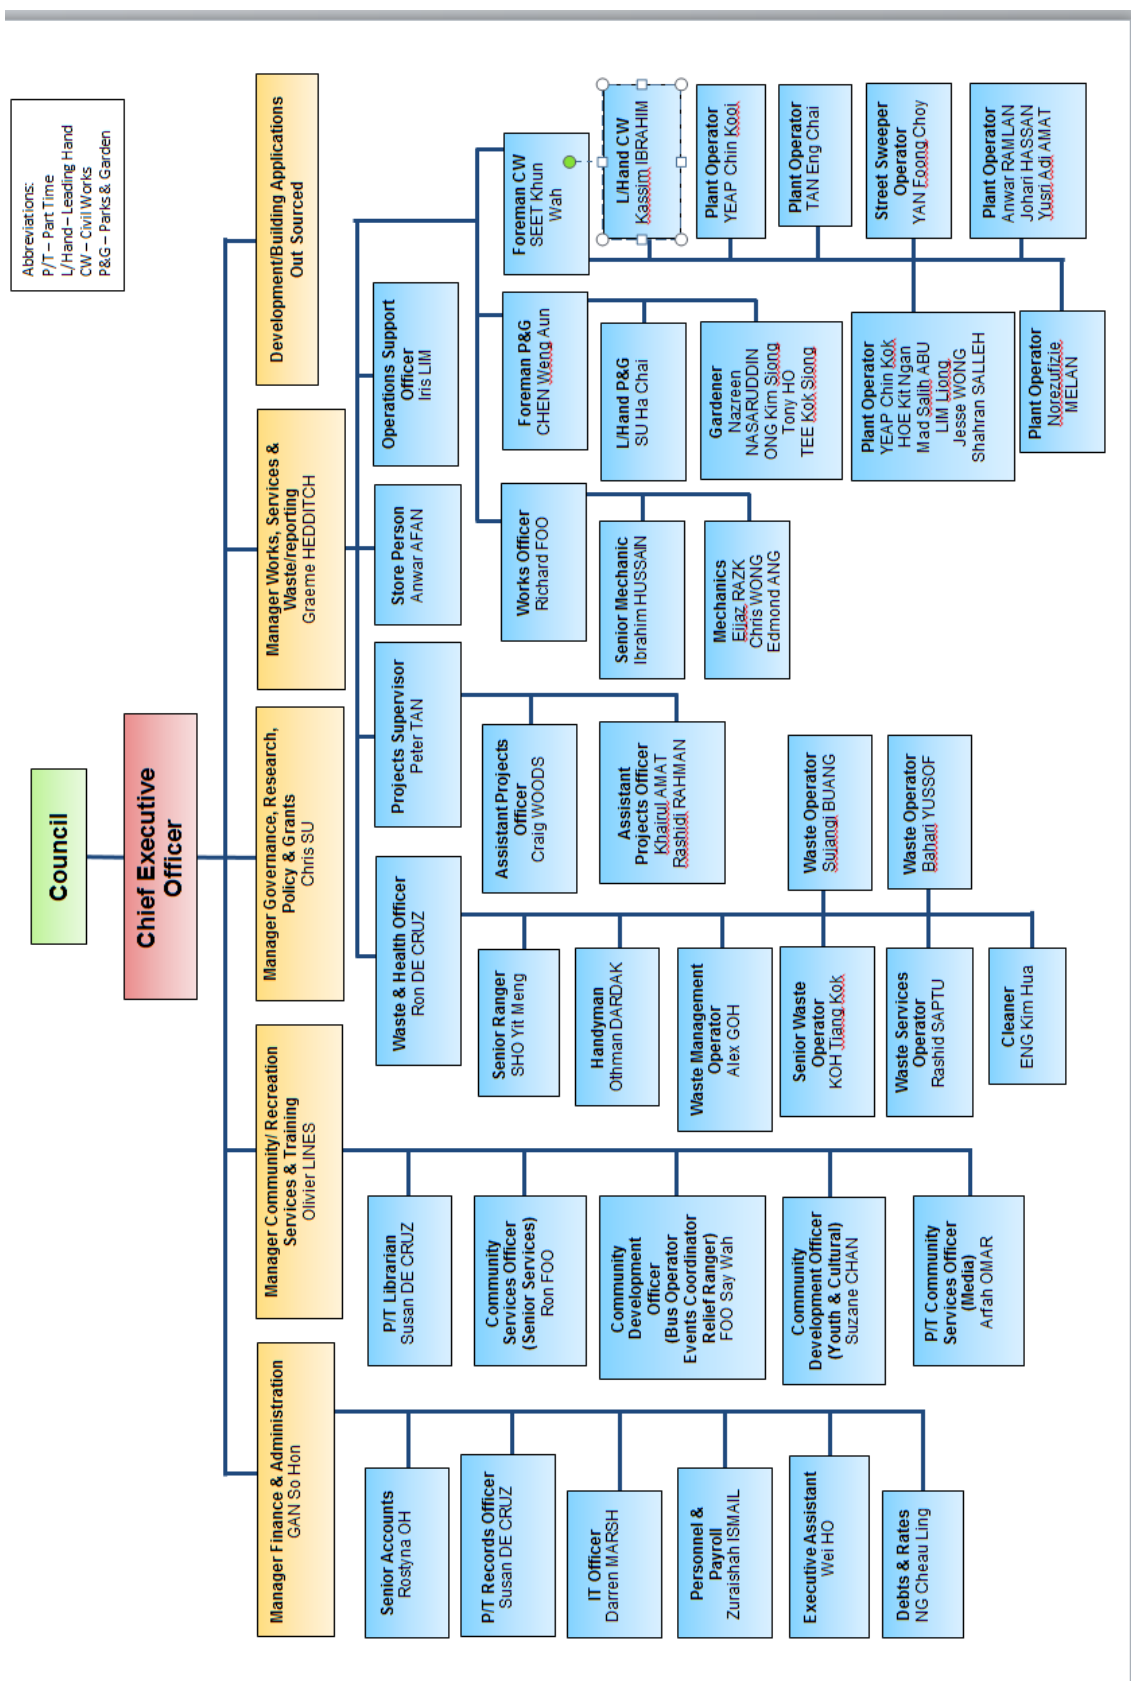 Abbreviations:
P/T – Part Time
L/Hand – Leading Hand
CW – Civil Works
P&G – Parks & Garden
Council
Chief Executive
Officer
Manager Finance & Administration
GAN So Hon
Manager Community/ Recreation
Services & Training
Olivier LINES
Manager Governance, Research,
Policy & Grants
Chris SU
Manager Works, Services &
Waste/reporting
Graeme HEDDITCH
Development/Building Applications
Out Sourced
Senior Accounts
Rostyna OH
P/T Records Officer
Susan DE CRUZ
IT Officer
Darren MARSH
Personnel &
Payroll
Zuraishah ISMAIL
Executive Assistant
Wei HO
Debts & Rates
NG Cheau Ling
P/T Librarian
Susan DE CRUZ
Community
Services Officer
(Senior Services)
Ron FOO
Community
Development
Officer
(Bus Operator
Events Coordinator
Relief Ranger)
FOO Say Wah
Community
Development Officer
(Youth & Cultural)
Suzane CHAN
P/T Community
Services Officer
(Media)
Arfah OMAR
Waste & Health Officer
Ron DE CRUZ
Projects Supervisor
Peter TAN
Store Person
Anwar AFAN
Operations Support
Officer
Iris LIM
Senior Ranger
SHO Yit Meng
Handyman
Othman DARDAK
Waste Management
Operator
Alex GOH
Senior Waste
Operator
KOH Tiang Kok
Waste Operator
Sujangi BUANG
Waste Services
Operator
Rashid SAPTU
Waste Operator
Bahari YUSSOF
Cleaner
ENG Kim Hua
Assistant Projects
Officer
Craig WOODS
Assistant
Projects Officer
Khairul AMAT
Rashidi RAHMAN
Works Officer
Richard FOO
Senior Mechanic
Ibrahim HUSSAIN
Mechanics
Eijaz RAZK
Chris WONG
Edmond ANG
Foreman P&G
CHEN Weng Aun
L/Hand P&G
SU Ha Chai
Gardener
Nazreen
NASARUDDIN
ONG Kim Siong
Tony HO
TEE Kok Siong
Foreman CW
SEET Khun
Wah
L/Hand CW
Kassim IBRAHIM
Plant Operator
YEAP Chin Kooi
Plant Operator
TAN Eng Chai
Street Sweeper
Operator
YAN Foong Choy
Plant Operator
Anwar RAMLAN
Johari HASSAN
Yusri Adi AMAT
Plant Operator
YEAP Chin Kok
HOE Kit Ngan
Mad Salih ABU
LIM Liong
Jesse WONG
Shahran SALLEH
Plant Operator
Norezufizie
MELAN